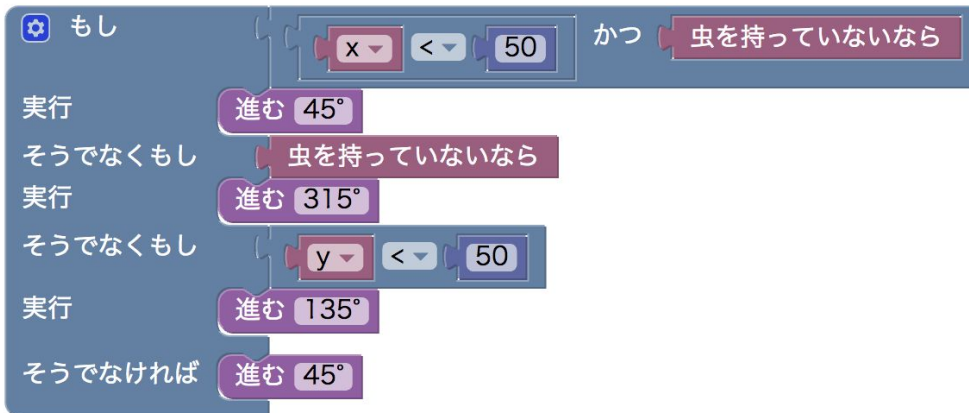 もし x < 50 かつ 虫を持っていないなら
実行 進む 45°
そうでなくもし 虫を持っていないなら
実行 進む 315°
そうでなくもし y < 50
実行 進む 135°
そうでなければ 進む 45°